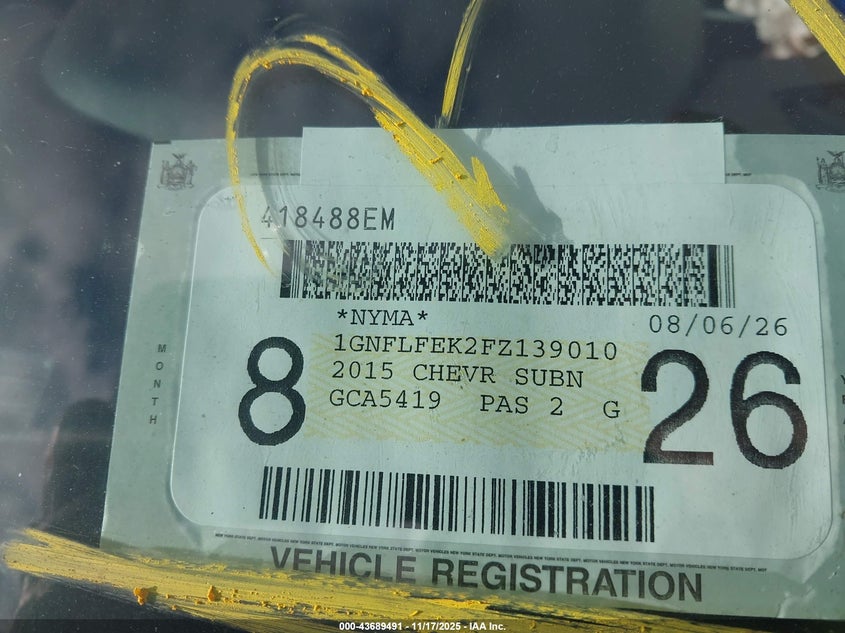 418488EM
*NYMA*
08/06/26
1GNFLFEK2FZ139010
2015 CHEVR SUBN
GCA5419 PAS 2 G
MONTH
8
26
VEHICLE REGISTRATION
000-43689491 - 11/17/2025 - IAA Inc.